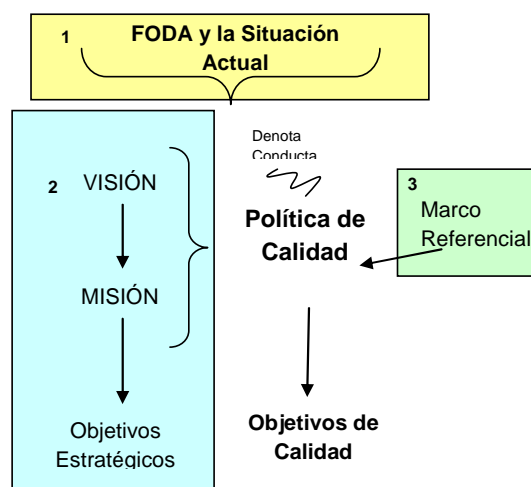 1
FODA y la Situación
Actual
2
VISIÓN
MISIÓN
Objetivos
Estratégicos
Denota
Conducta
Política de
Calidad
Objetivos de
Calidad
3
Marco
Referencial